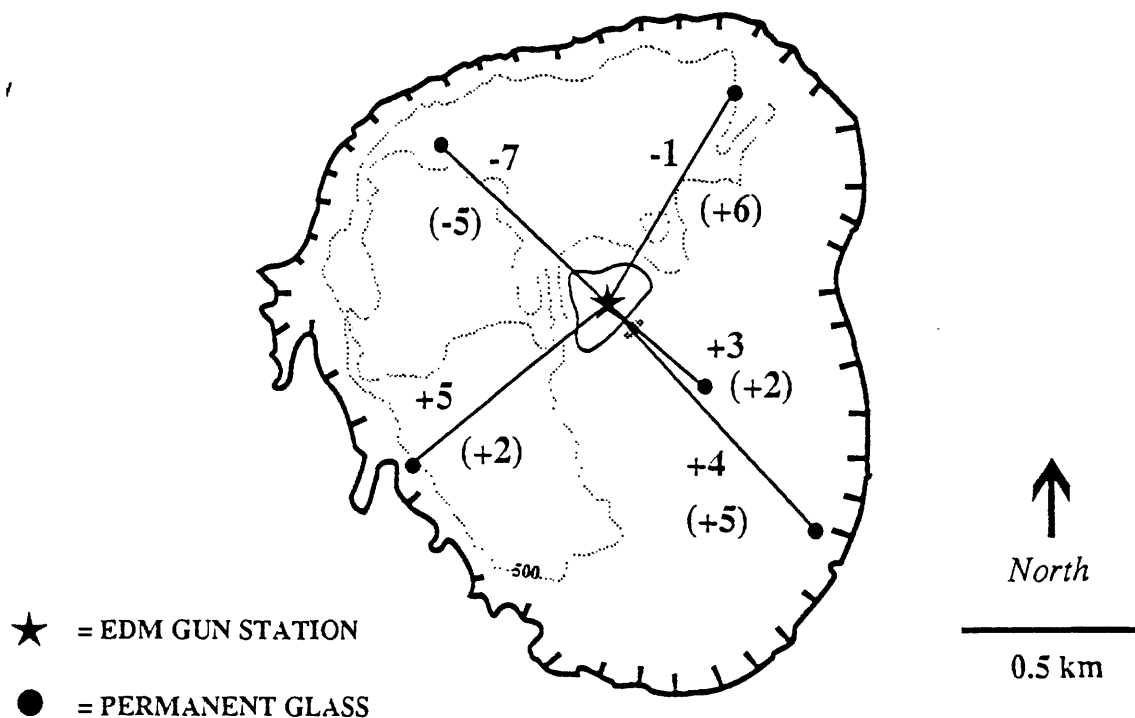 -7
-1
(-5)
(+6)
+3
(+2)
+5
(+2)
+4
(+5)
500
North
0.5 km
= EDM GUN STATION
= PERMANENT GLASS